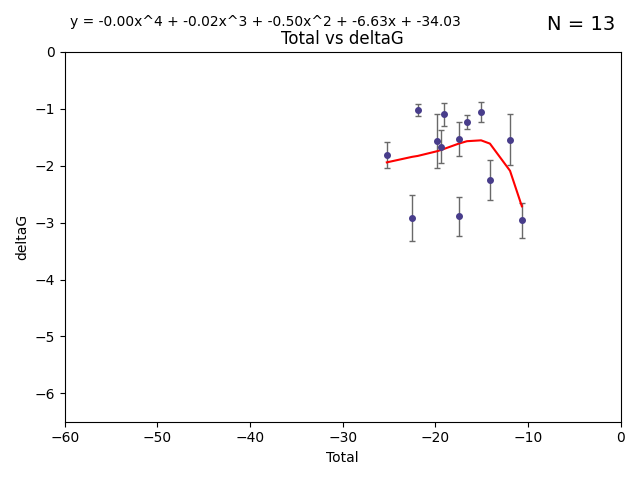 y = -0.00x^4 + -0.02x^3 + -0.50x^2 + -6.63x + -34.03
N = 13
Total vs deltaG
0
−1
−2
−3
−4
−5
−6
deltaG
−60 −50 −40 −30 −20 −10 0
Total